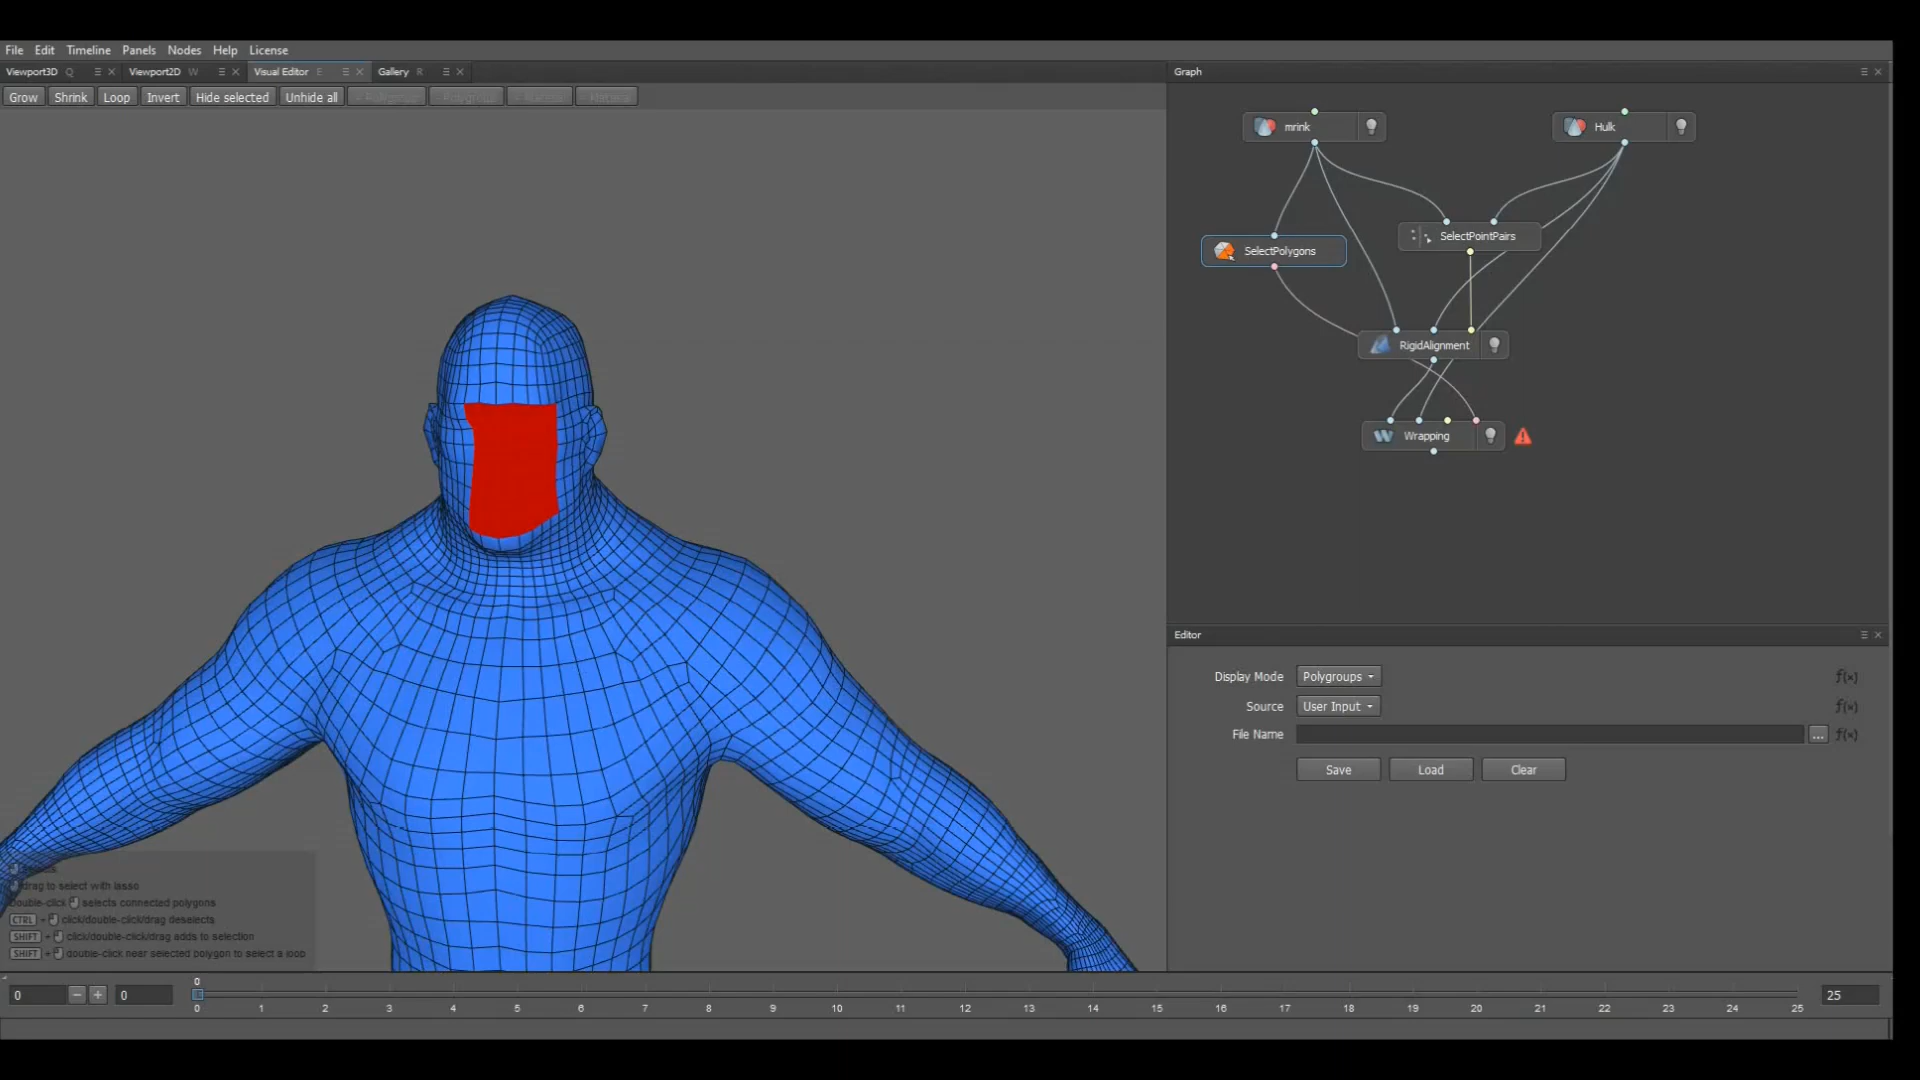 File Edit Timeline Panels Nodes Help License
Viewport3D Q Viewport2D W Visual Editor E Gallery R
Grow Shrink Loop Invert Hide selected Unhide all
drag to select with lasso
Double-click selects connected polygons
CTRL + click/double-click/drag deselects
SHIFT + click/double-click/drag adds to selection
SHIFT + double-click near selected polygon to select a loop
Graph
mrink
Hulk
SelectPolygons
SelectPointPairs
RigidAlignment
Wrapping
Editor
Display Mode Polygroups f(x)
Source User Input f(x)
File Name ... f(x)
Save Load Clear
0
0 − + 0 25
0 1 2 3 4 5 6 7 8 9 10 11 12 13 14 15 16 17 18 19 20 21 22 23 24 25